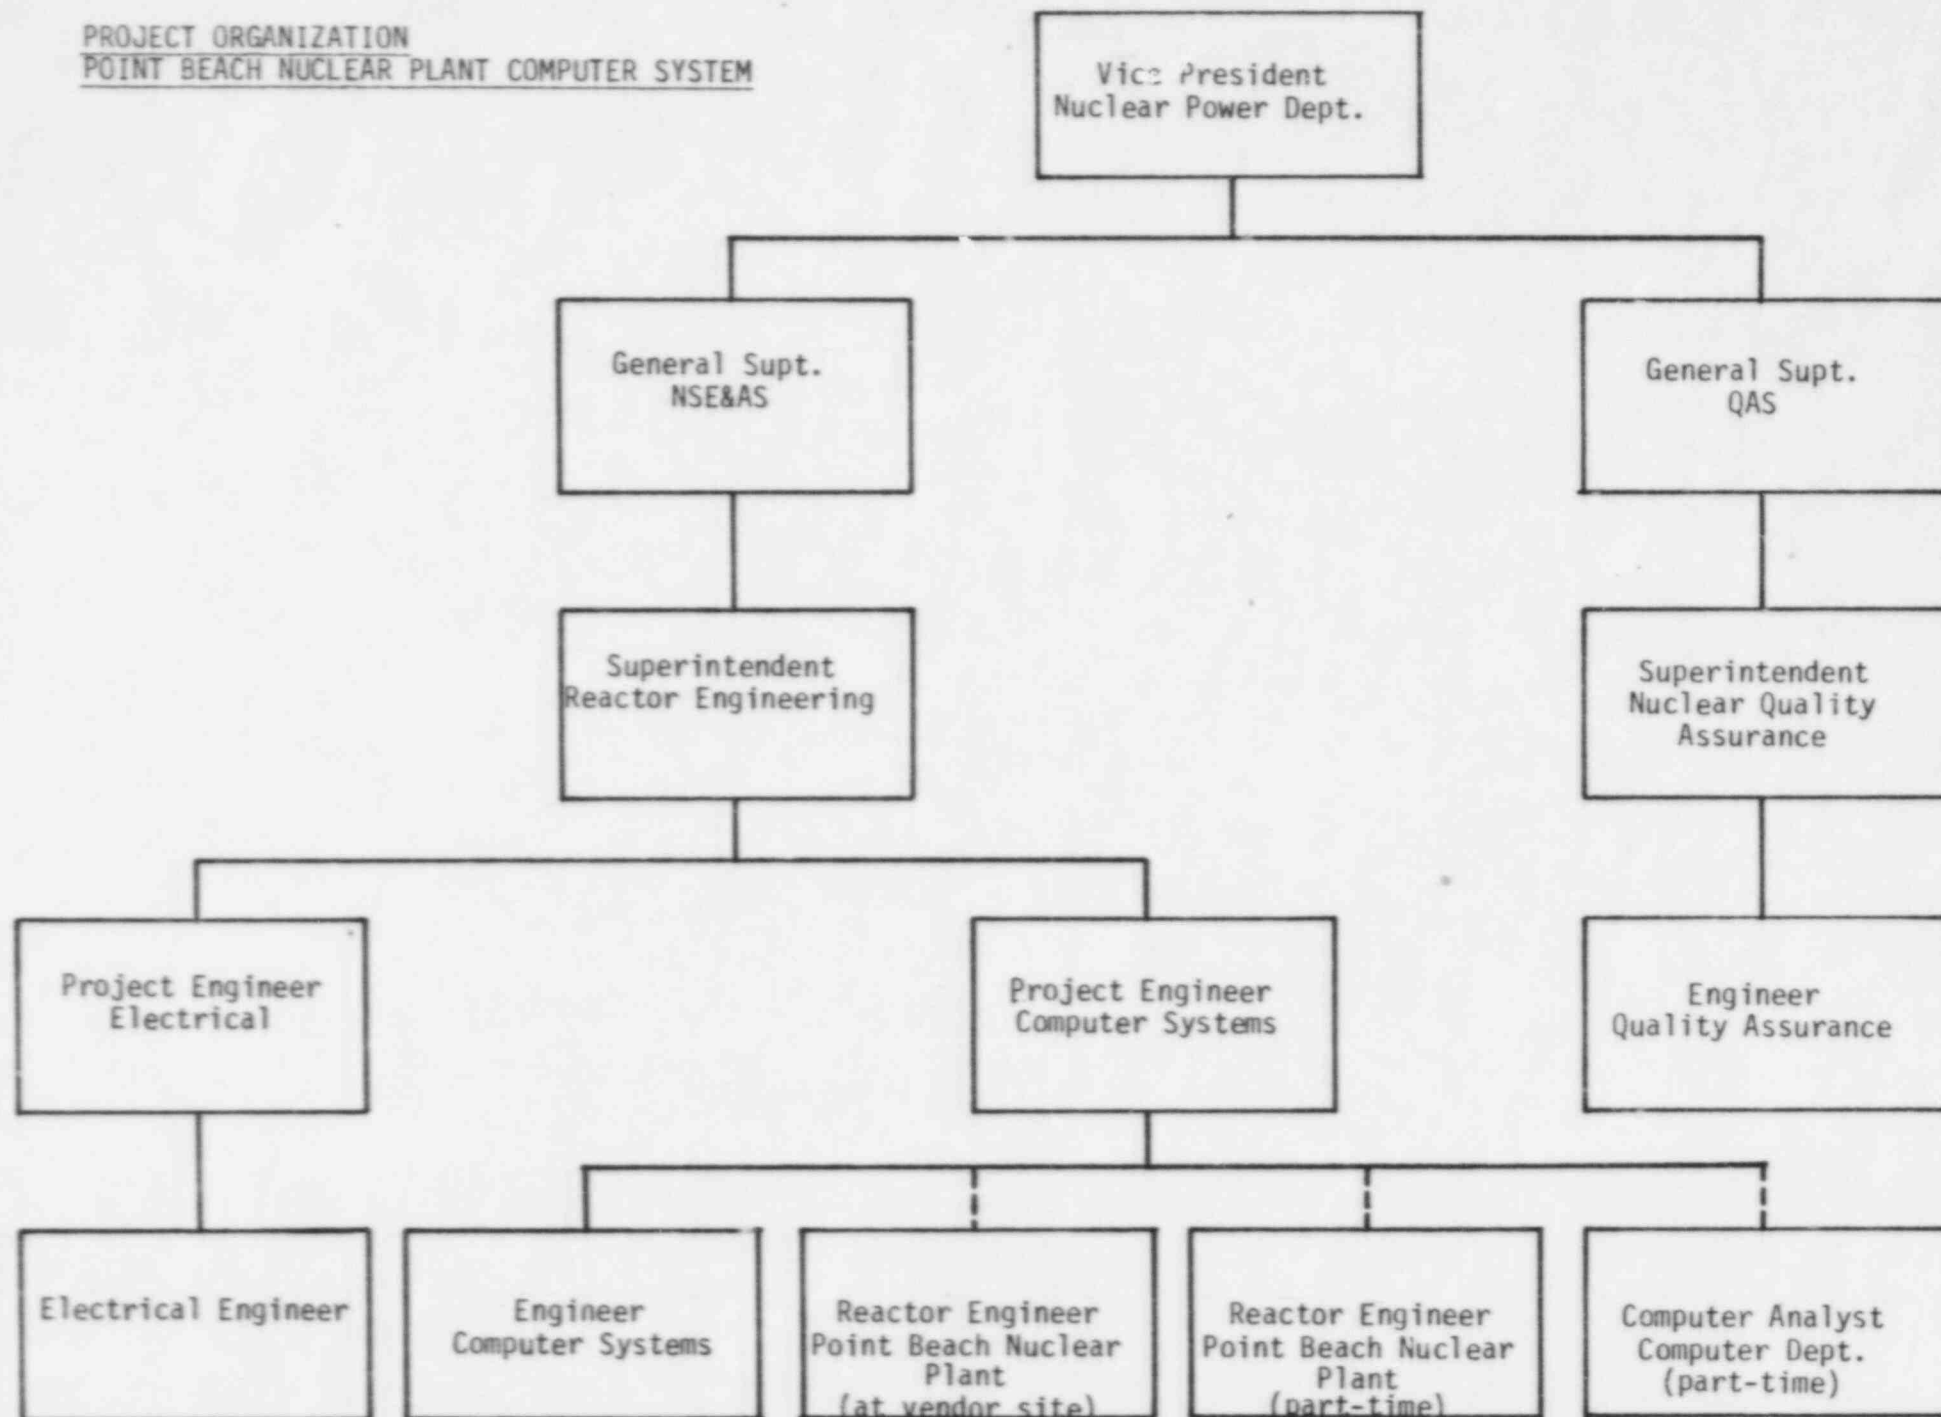 PROJECT ORGANIZATION
POINT BEACH NUCLEAR PLANT COMPUTER SYSTEM
Vice President
Nuclear Power Dept.
General Supt.
NSE&AS
General Supt.
QAS
Superintendent
Reactor Engineering
Superintendent
Nuclear Quality
Assurance
Project Engineer
Electrical
Project Engineer
Computer Systems
Engineer
Quality Assurance
Electrical Engineer
Engineer
Computer Systems
Reactor Engineer
Point Beach Nuclear
Plant
(at vendor site)
Reactor Engineer
Point Beach Nuclear
Plant
(part-time)
Computer Analyst
Computer Dept.
(part-time)